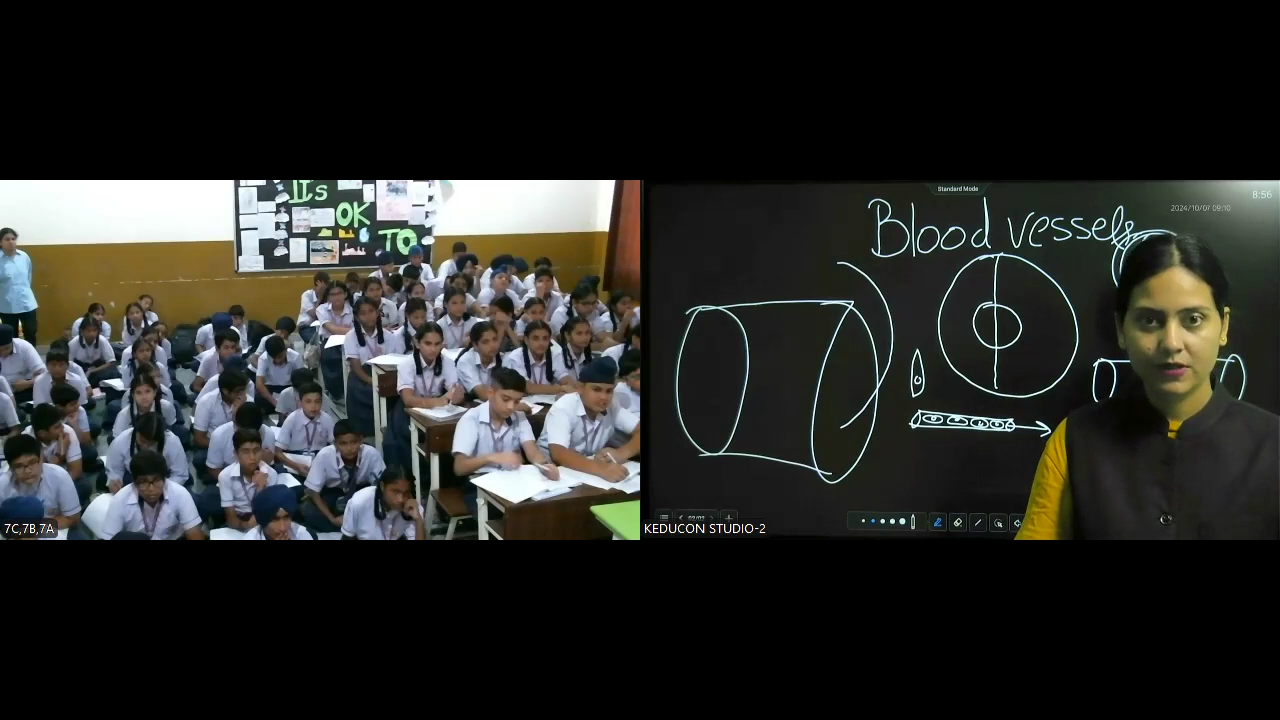 It's
OK
TO
7C,7B,7A
Standard Mode
8:56
2024/10/07 09:10
Blood vessels
KEDUCON STUDIO-2